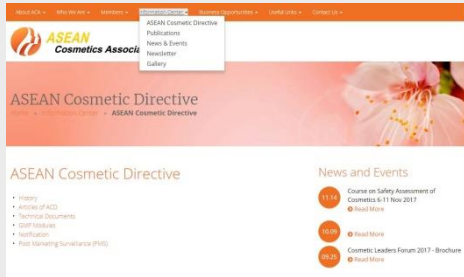 About ACA
Who We Are
Members
Information Center
Business Opportunities
Useful Links
Contact Us
ASEAN Cosmetic Directive
Publications
News & Events
Newsletter
Gallery
ASEAN
Cosmetics Associa
ASEAN Cosmetic Directive
Home » Information Center » ASEAN Cosmetic Directive
ASEAN Cosmetic Directive
• History
• Articles of ACD
• Technical Documents
• GMP Modules
• Notification
• Post Marketing Surveillance (PMS)
News and Events
11.14
Course on Safety Assessment of
Cosmetics 6-11 Nov 2017
Read More
10.09
Read More
09.25
Cosmetic Leaders Forum 2017 - Brochure
Read More